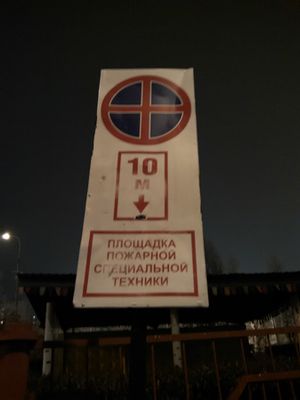 10
М
ПЛОЩАДКА
ПОЖАРНОЙ
СПЕЦИАЛЬНОЙ
ТЕХНИКИ